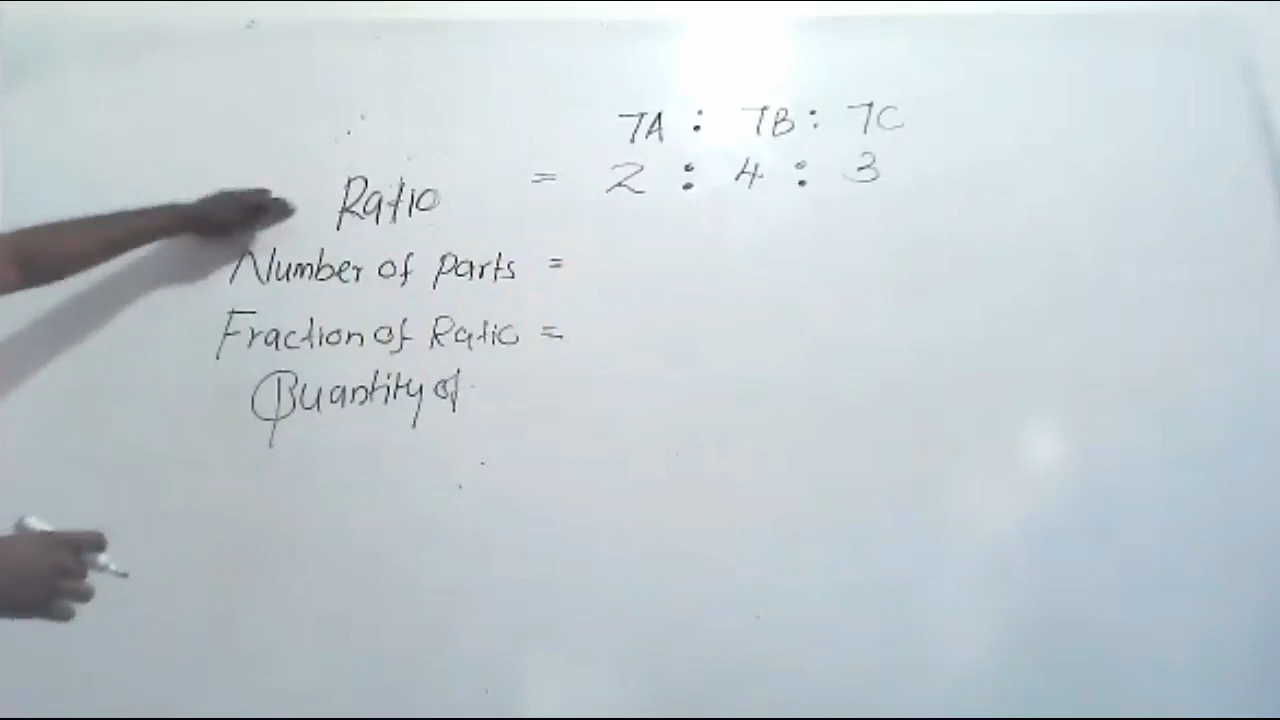 7A : 7B : 7C
Ratio = 2 : 4 : 3
Number of parts =
Fraction of Ratio =
Quantity of